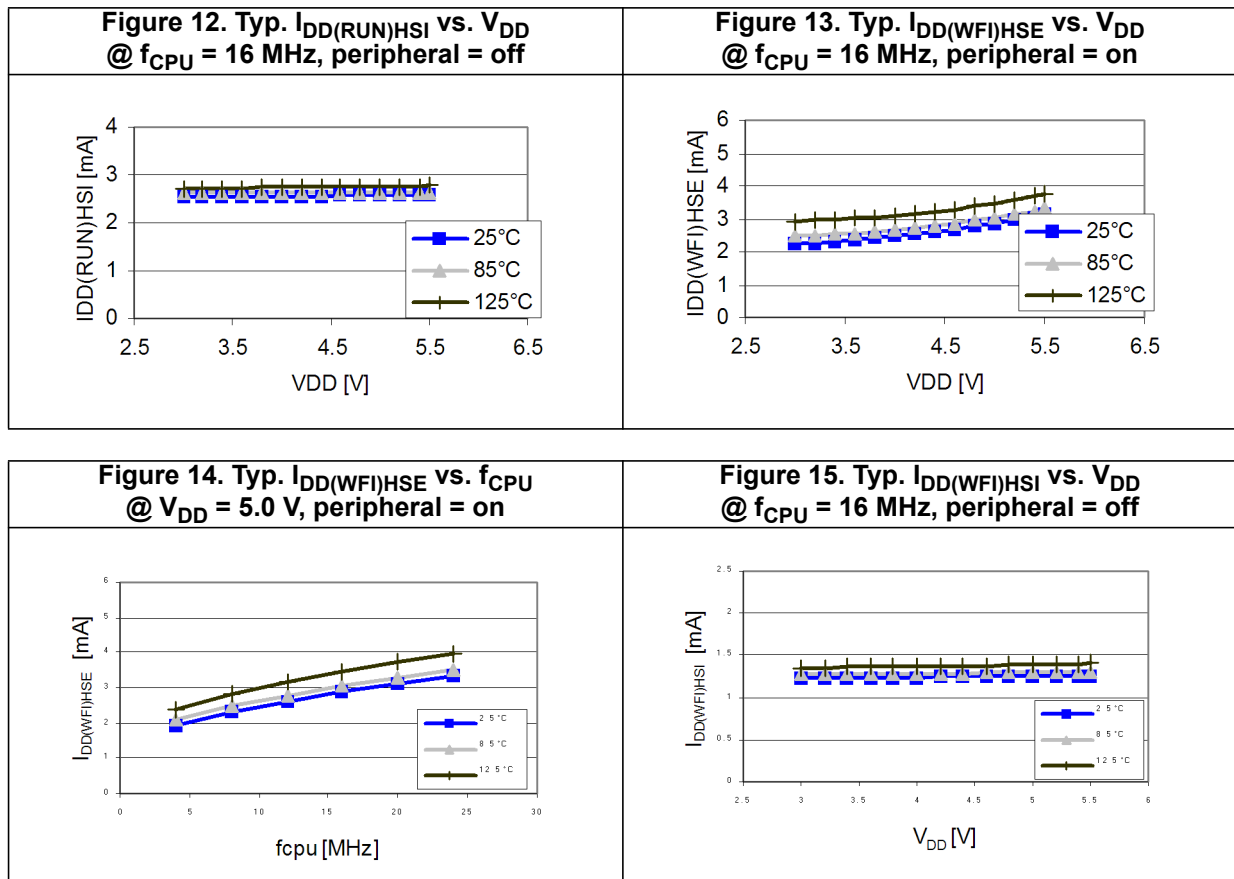 Figure 12. Typ. IDD(RUN)HSI vs. VDD
@ fCPU = 16 MHz, peripheral = off
IDD(RUN)HSI [mA]
4
3
2
1
0
2.5 3.5 4.5 5.5 6.5
VDD [V]
25°C
85°C
125°C
Figure 13. Typ. IDD(WFI)HSE vs. VDD
@ fCPU = 16 MHz, peripheral = on
IDD(WFI)HSE [mA]
6
5
4
3
2
1
0
2.5 3.5 4.5 5.5 6.5
VDD [V]
25°C
85°C
125°C
Figure 14. Typ. IDD(WFI)HSE vs. fCPU
@ VDD = 5.0 V, peripheral = on
IDD(WFI)HSE [mA]
6
5
4
3
2
1
0
0 5 10 15 20 25 30
fcpu [MHz]
25°C
85°C
125°C
Figure 15. Typ. IDD(WFI)HSI vs. VDD
@ fCPU = 16 MHz, peripheral = off
IDD(WFI)HSI [mA]
2.5
2
1.5
1
0.5
0
2.5 3 3.5 4 4.5 5 5.5 6
VDD [V]
25°C
85°C
125°C